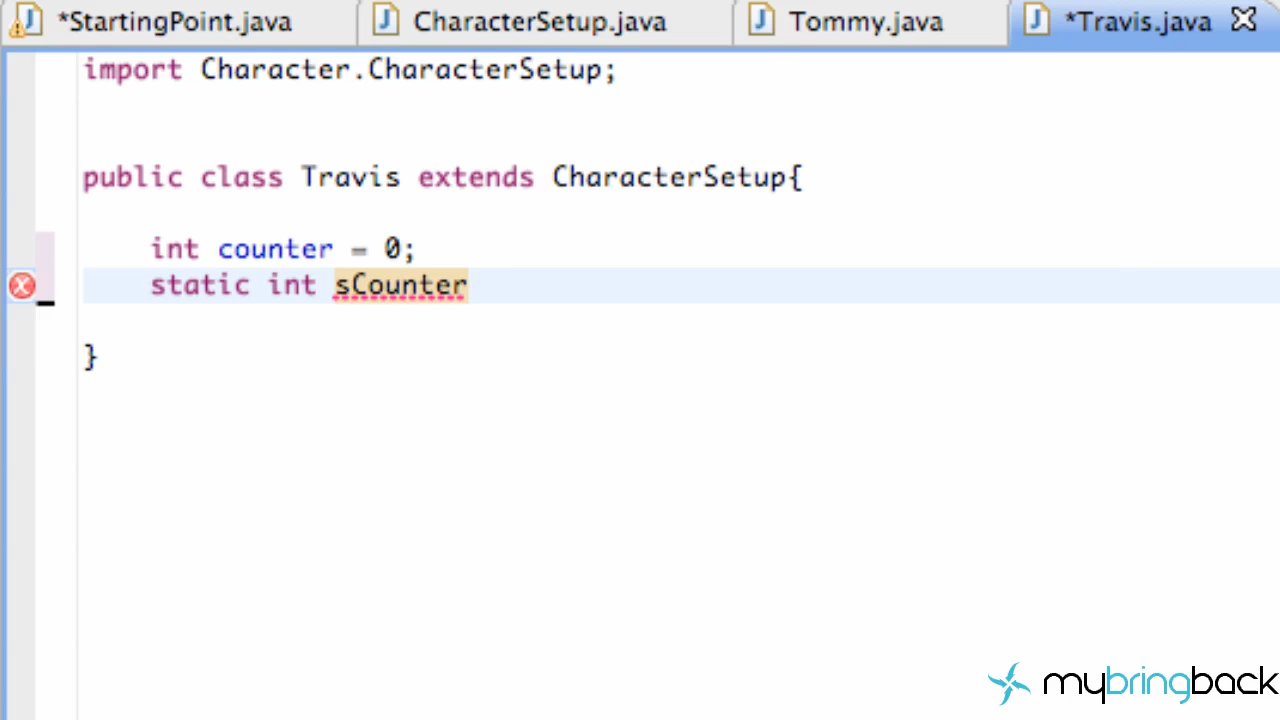 *StartingPoint.java CharacterSetup.java Tommy.java *Travis.java
import Character.CharacterSetup;
public class Travis extends CharacterSetup{
int counter = 0;
static int sCounter
}
mybringback